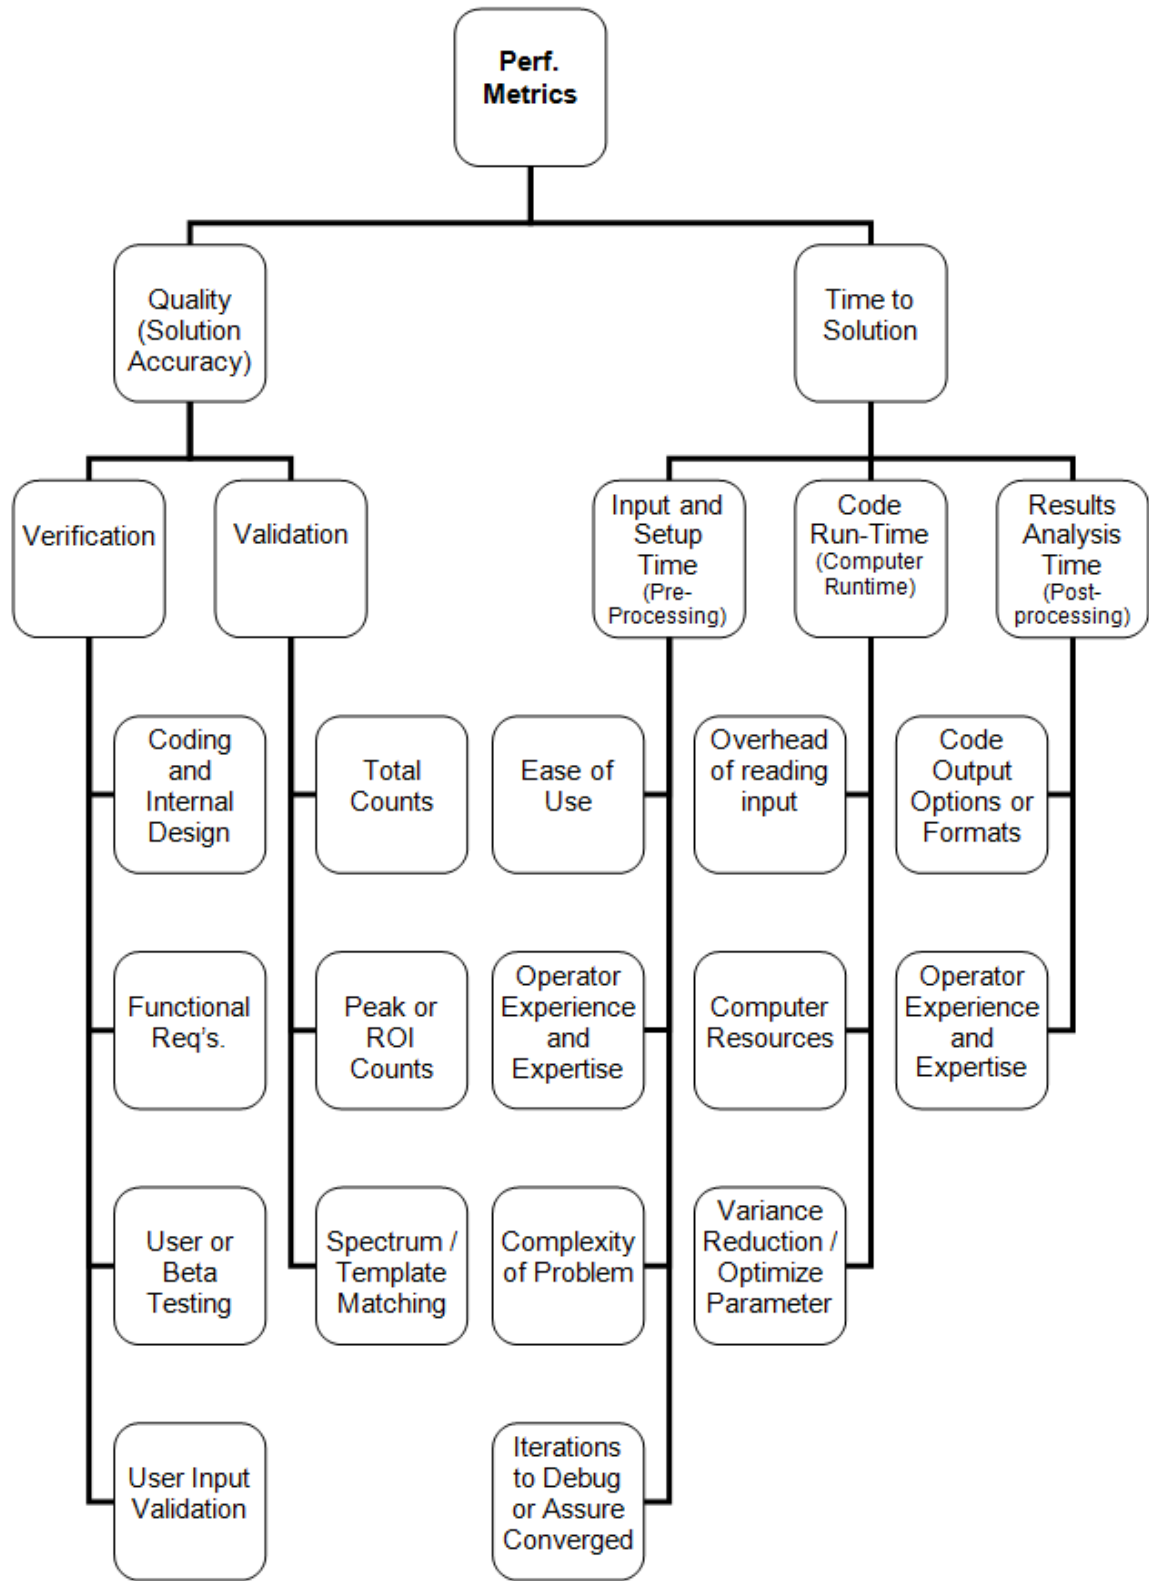 Perf.
Metrics
Quality
(Solution
Accuracy)
Time to
Solution
Verification
Validation
Input and
Setup
Time
(Pre-
Processing)
Code
Run-Time
(Computer
Runtime)
Results
Analysis
Time
(Post-
processing)
Coding
and
Internal
Design
Total
Counts
Ease of
Use
Overhead
of reading
input
Code
Output
Options or
Formats
Functional
Req's.
Peak or
ROI
Counts
Operator
Experience
and
Expertise
Computer
Resources
Operator
Experience
and
Expertise
User or
Beta
Testing
Spectrum /
Template
Matching
Complexity
of Problem
Variance
Reduction /
Optimize
Parameter
User Input
Validation
Iterations
to Debug
or Assure
Converged